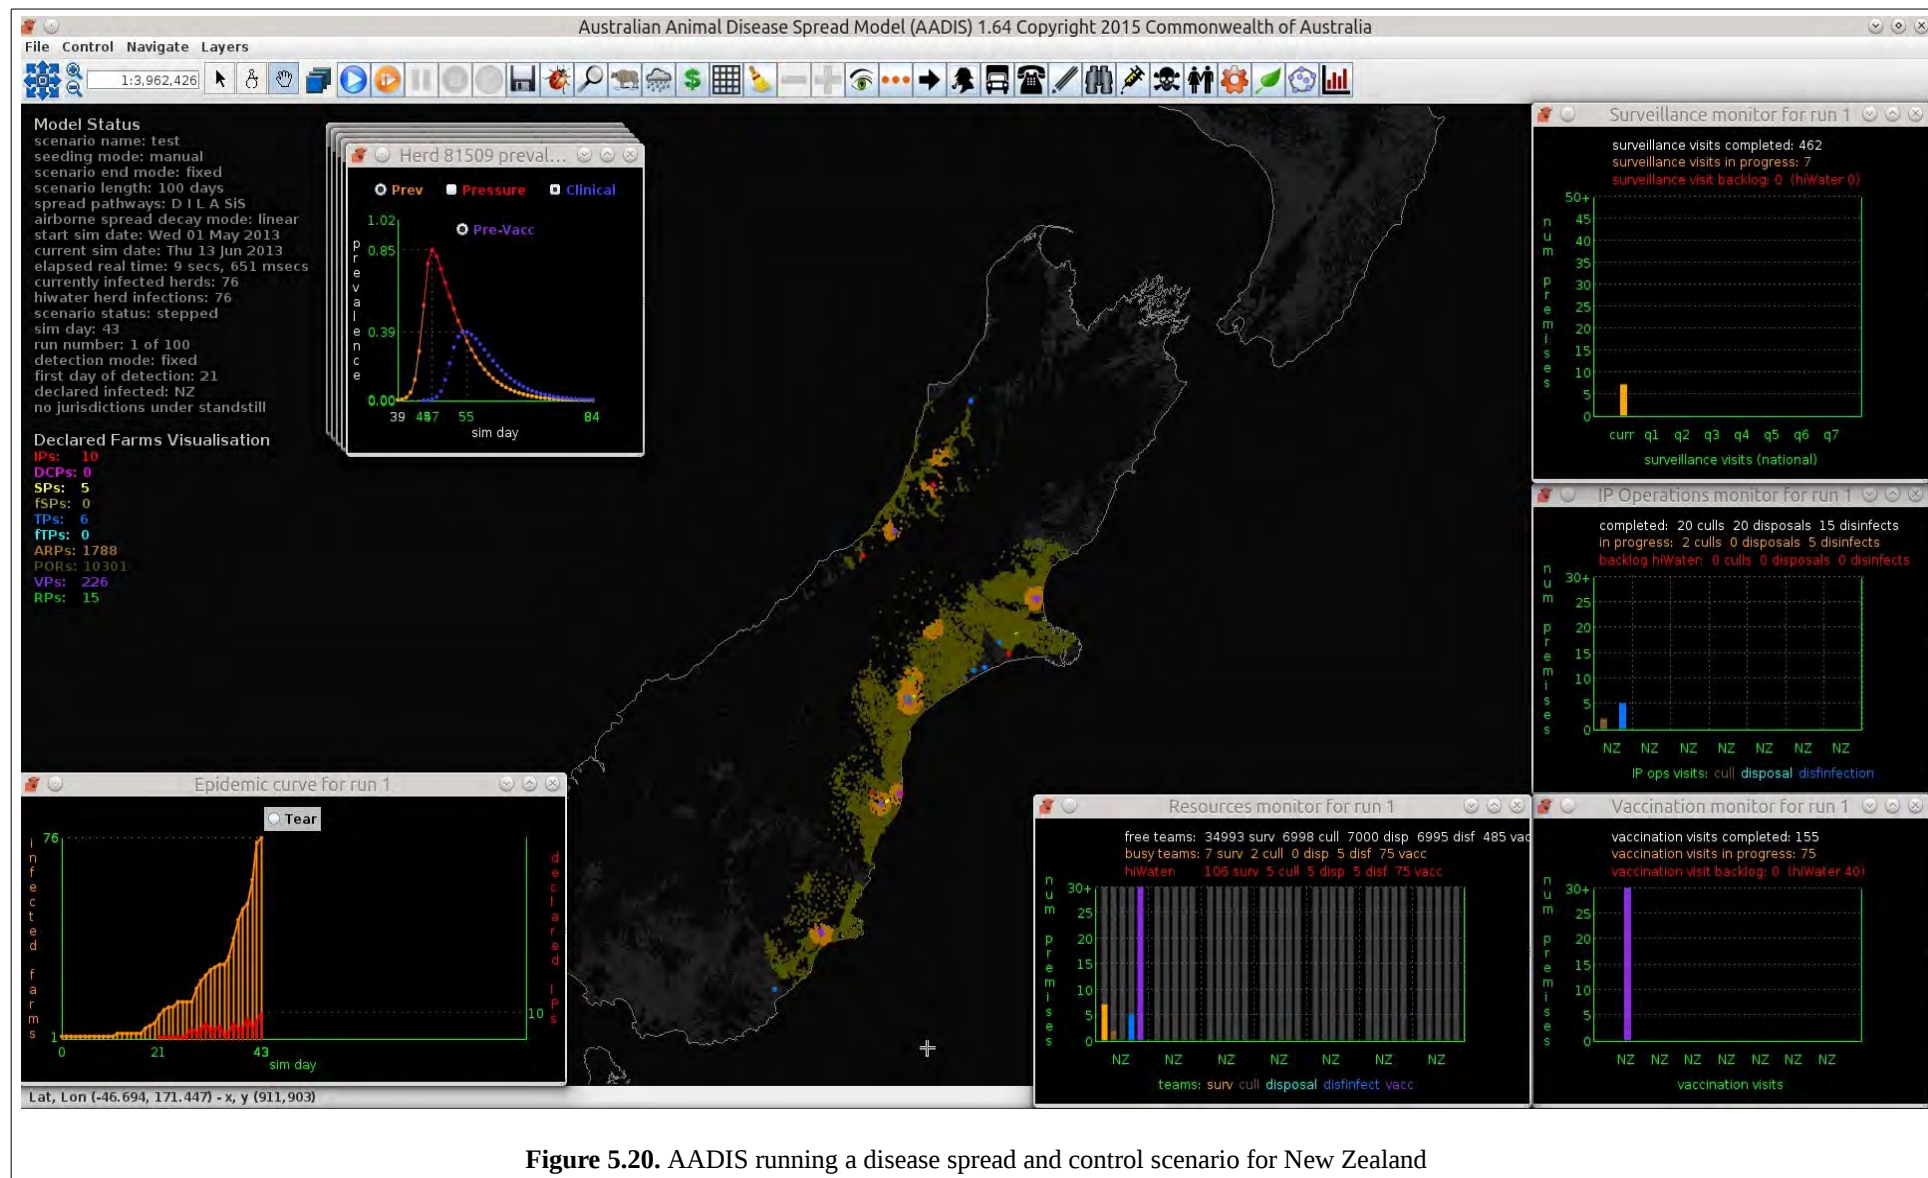 Australian Animal Disease Spread Model (AADIS) 1.64 Copyright 2015 Commonwealth of Australia
File Control Navigate Layers
1:3,962,426
Model Status
scenario name: test
seeding mode: manual
scenario end mode: fixed
scenario length: 100 days
spread pathways: D I L A SiS
airborne spread decay mode: linear
start sim date: Wed 01 May 2013
current sim date: Thu 13 Jun 2013
elapsed real time: 9 secs, 651 msecs
currently infected herds: 76
hiwater herd infections: 76
scenario status: stepped
sim day: 43
run number: 1 of 100
detection mode: fixed
first day of detection: 21
declared infected: NZ
no jurisdictions under standstill
Declared Farms Visualisation
IPs: 10
DCPs: 0
SPs: 5
fSPs: 0
TPs: 6
fTPs: 0
ARPs: 1788
PORs: 10301
VPs: 226
RPs: 15
Herd 81509 preval...
Prev Pressure Clinical
Pre-Vacc
prevalence
1.02
0.85
0.39
0.00
39 47 55 84
sim day
Surveillance monitor for run 1
surveillance visits completed: 462
surveillance visits in progress: 7
surveillance visit backlog: 0 (hiWater 0)
num premises
50+
45
40
35
30
25
20
15
10
5
0
curr q1 q2 q3 q4 q5 q6 q7
surveillance visits (national)
IP Operations monitor for run 1
completed: 20 culls 20 disposals 15 disinfects
in progress: 2 culls 0 disposals 5 disinfects
backlog hiWater: 0 culls 0 disposals 0 disinfects
num premises
30+
25
20
15
10
5
0
NZ NZ NZ NZ NZ NZ NZ
IP ops visits: cull disposal disfinfection
Epidemic curve for run 1
Tear
infected farms
76
1
0 21 43
sim day
10
declared IPs
Resources monitor for run 1
free teams: 34993 surv 6998 cull 7000 disp 6995 disf 485 vac
busy teams: 7 surv 2 cull 0 disp 5 disf 75 vacc
hiWater: 106 surv 5 cull 5 disp 5 disf 75 vacc
num premises
30+
25
20
15
10
5
0
NZ NZ NZ NZ NZ NZ NZ
teams: surv cull disposal disfinfect vacc
Vaccination monitor for run 1
vaccination visits completed: 155
vaccination visits in progress: 75
vaccination visit backlog: 0 (hiWater 40)
num premises
30+
25
20
15
10
5
0
NZ NZ NZ NZ NZ NZ NZ
vaccination visits
Lat, Lon (-46.694, 171.447) - x, y (911,903)
Figure 5.20. AADIS running a disease spread and control scenario for New Zealand